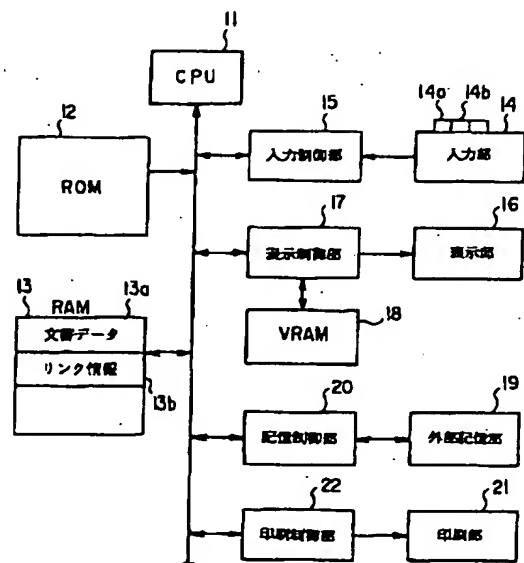 11
CPU
12
ROM
15
入力制御部
14a 14b 14
入力部
17
表示制御部
16
表示部
VRAM
18
13 RAM 13a
文書データ
リンク情報
13b
20
記憶制御部
19
外部記憶部
22
印刷制御部
21
印刷部